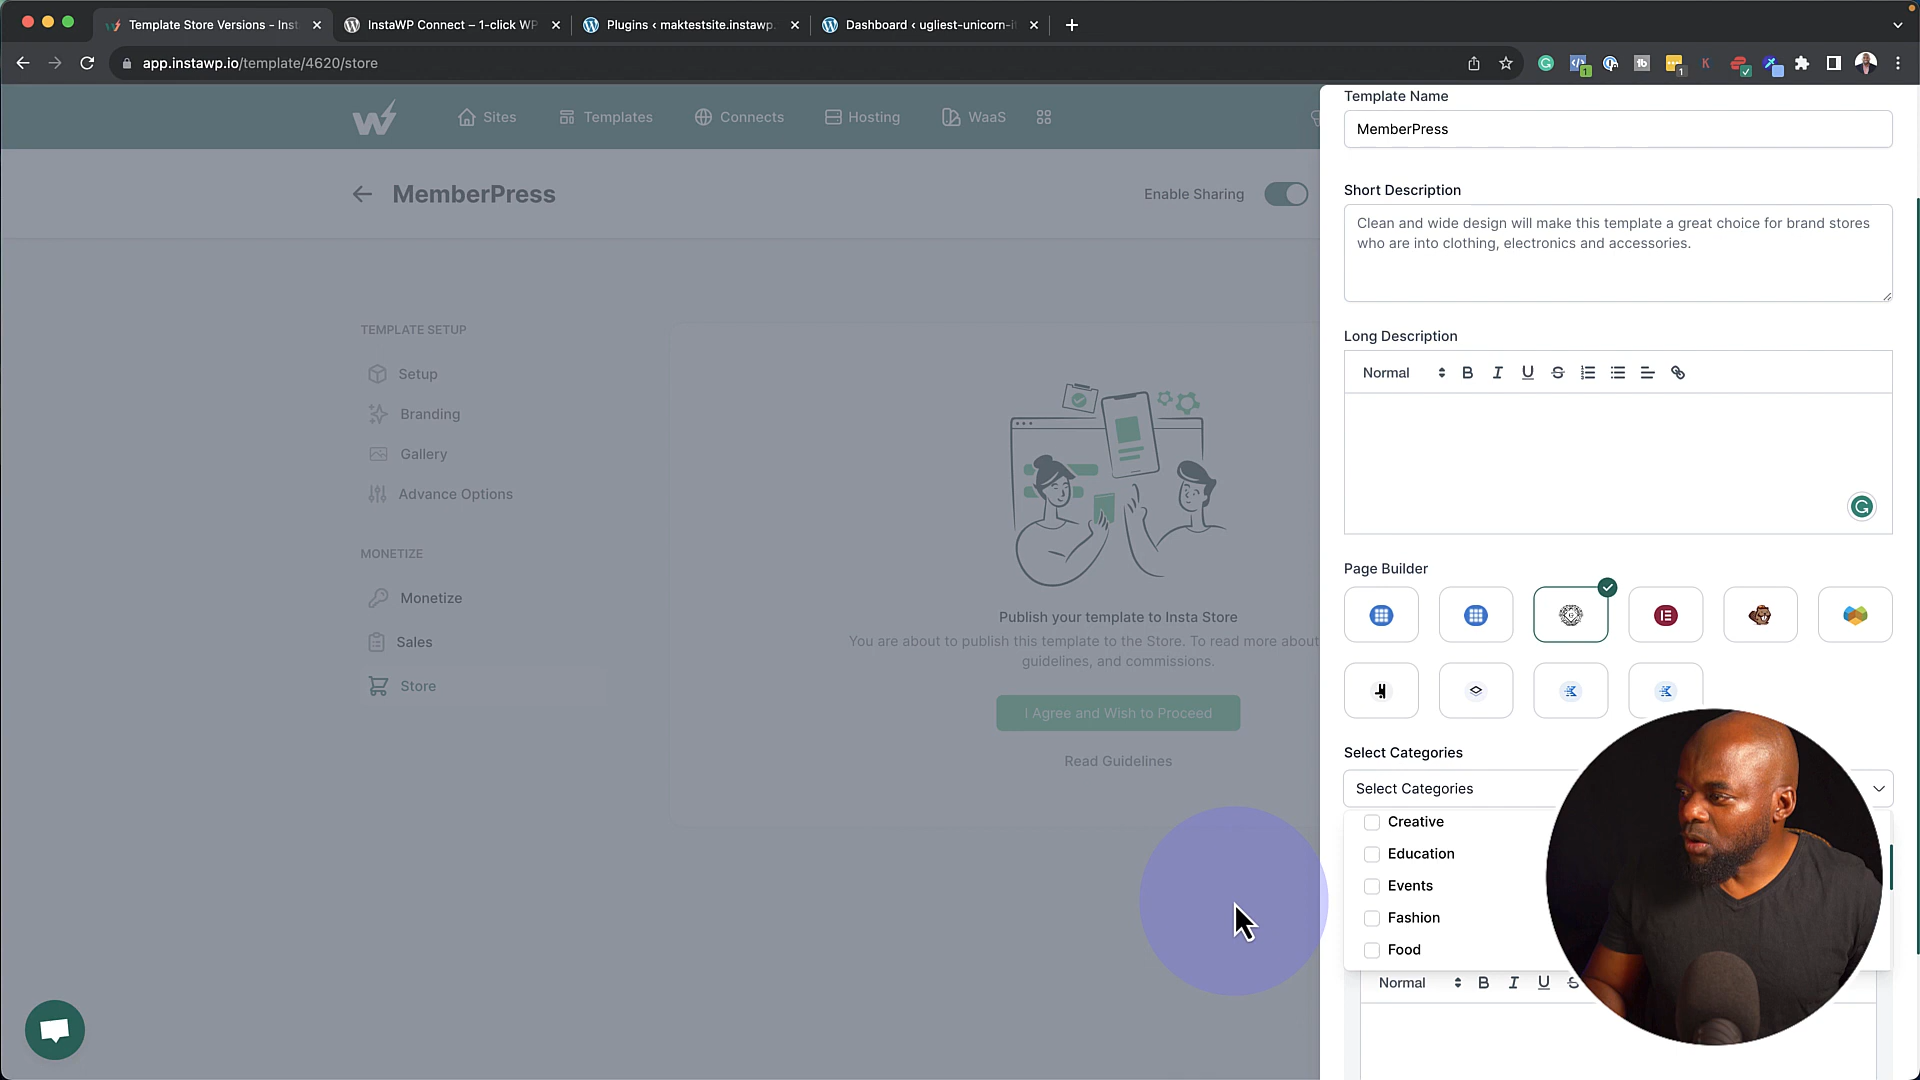 Template Store Versions - Inst
InstaWP Connect – 1-click WP
Plugins ‹ maktestsite.instawp.
Dashboard ‹ ugliest-unicorn-i
app.instawp.io/template/4620/store
Sites
Templates
Connects
Hosting
WaaS
MemberPress
Enable Sharing
TEMPLATE SETUP
Setup
Branding
Gallery
Advance Options
MONETIZE
Monetize
Sales
Store
Publish your template to Insta Store
You are about to publish this template to the Store. To read more about
guidelines, and commissions.
I Agree and Wish to Proceed
Read Guidelines
Template Name
MemberPress
Short Description
Clean and wide design will make this template a great choice for brand stores
who are into clothing, electronics and accessories.
Long Description
Normal
Page Builder
Select Categories
Select Categories
Creative
Education
Events
Fashion
Food
Normal